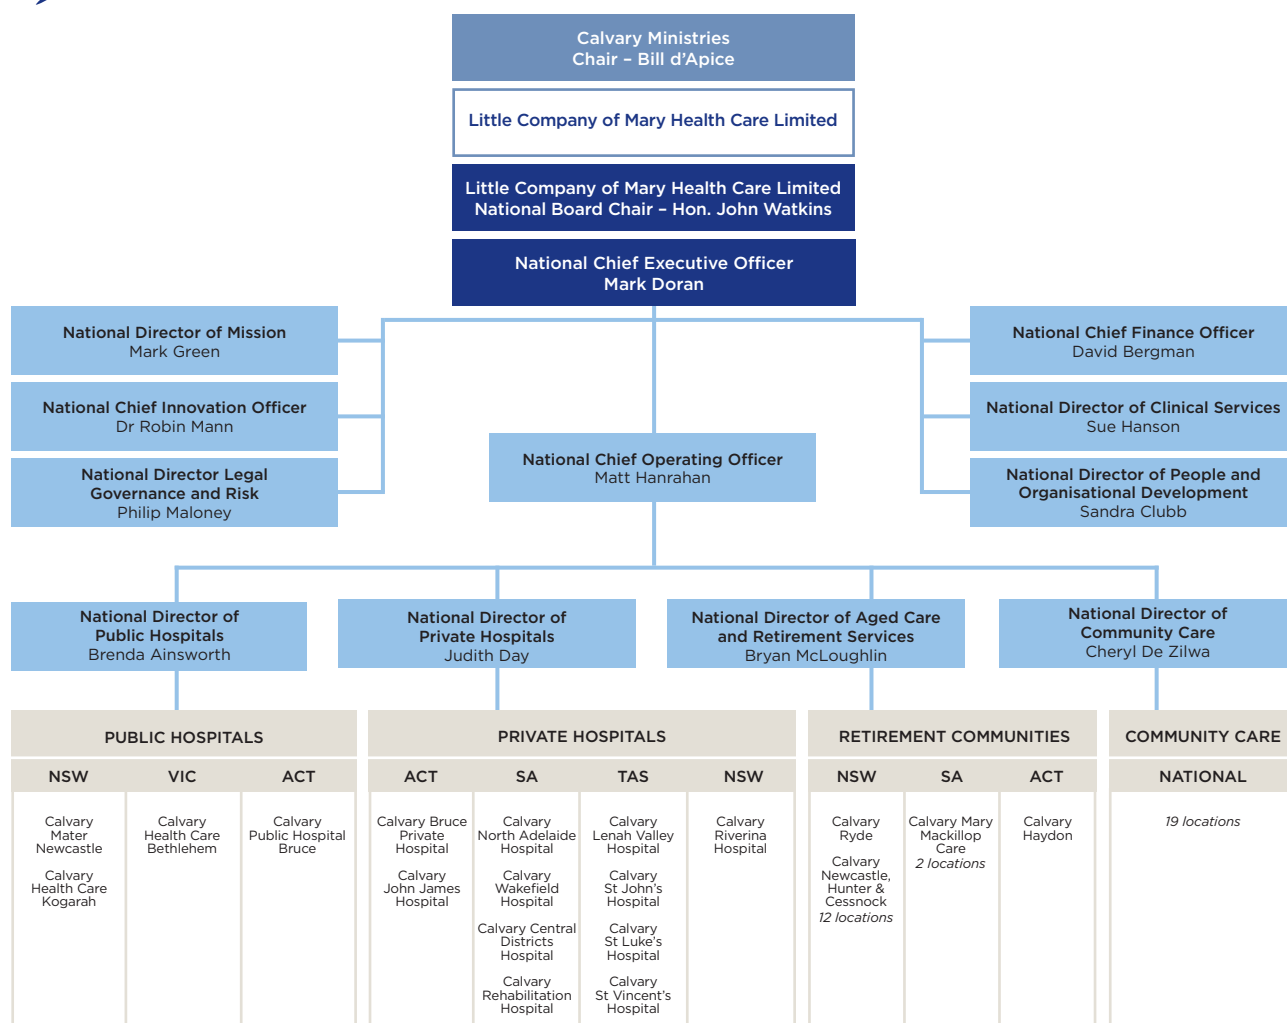 Calvary Ministries
Chair – Bill d'Apice
Little Company of Mary Health Care Limited
Little Company of Mary Health Care Limited
National Board Chair – Hon. John Watkins
National Chief Executive Officer
Mark Doran
National Director of Mission
Mark Green
National Chief Innovation Officer
Dr Robin Mann
National Director Legal
Governance and Risk
Philip Maloney
National Chief Operating Officer
Matt Hanrahan
National Chief Finance Officer
David Bergman
National Director of Clinical Services
Sue Hanson
National Director of People and
Organisational Development
Sandra Clubb
National Director of
Public Hospitals
Brenda Ainsworth
National Director of
Private Hospitals
Judith Day
National Director of Aged Care
and Retirement Services
Bryan McLoughlin
National Director of
Community Care
Cheryl De Zilwa
PUBLIC HOSPITALS
NSW
Calvary
Mater
Newcastle
Calvary
Health Care
Kogarah
VIC
Calvary
Health Care
Bethlehem
ACT
Calvary
Public Hospital
Bruce
PRIVATE HOSPITALS
ACT
Calvary Bruce
Private
Hospital
Calvary
John James
Hospital
SA
Calvary
North Adelaide
Hospital
Calvary
Wakefield
Hospital
Calvary Central
Districts
Hospital
Calvary
Rehabilitation
Hospital
TAS
Calvary
Lenah Valley
Hospital
Calvary
St John's
Hospital
Calvary
St Luke's
Hospital
Calvary
St Vincent's
Hospital
NSW
Calvary
Riverina
Hospital
RETIREMENT COMMUNITIES
NSW
Calvary
Ryde
Calvary
Newcastle,
Hunter &
Cessnock
12 locations
SA
Calvary Mary
Mackillop
Care
2 locations
ACT
Calvary
Haydon
COMMUNITY CARE
NATIONAL
19 locations